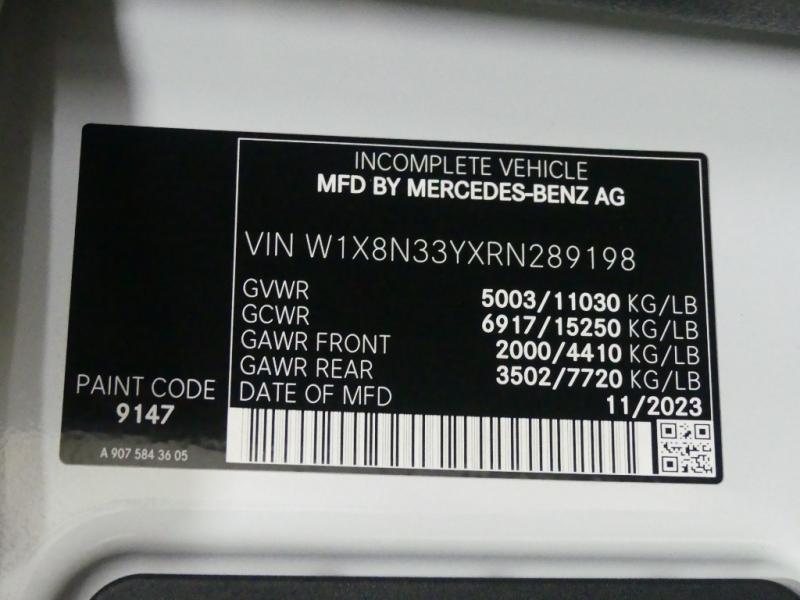 INCOMPLETE VEHICLE
MFD BY MERCEDES-BENZ AG
VIN W1X8N33YXRN289198
GVWR 5003/11030 KG/LB
GCWR 6917/15250 KG/LB
GAWR FRONT 2000/4410 KG/LB
GAWR REAR 3502/7720 KG/LB
DATE OF MFD 11/2023
PAINT CODE
9147
A 907 584 36 05